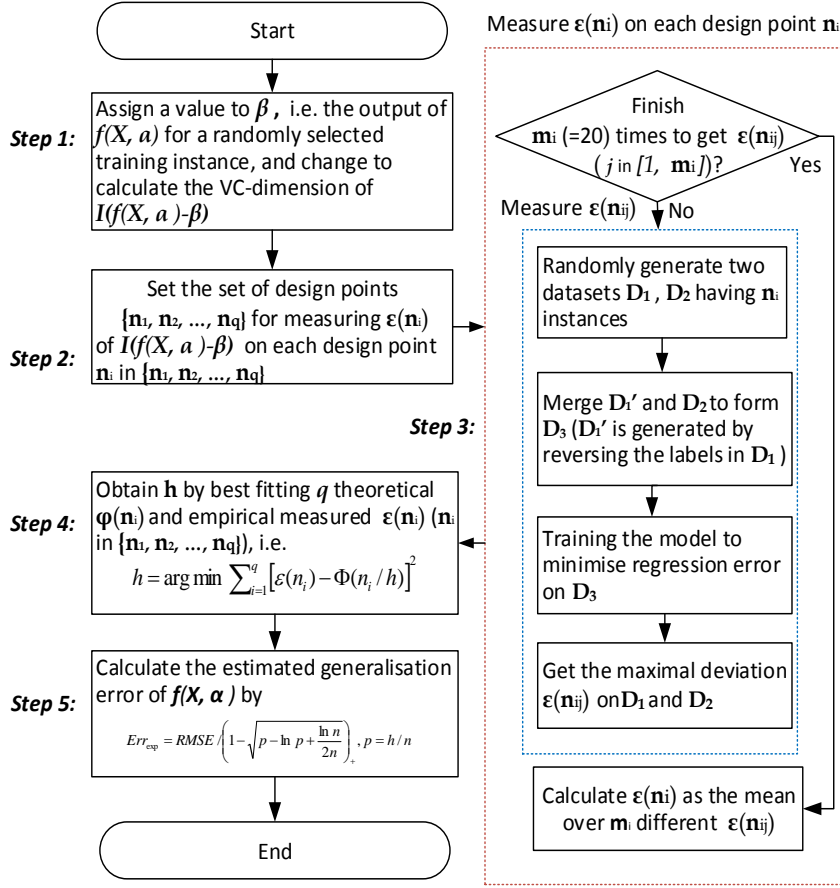 Start
Step 1:
Assign a value to β, i.e. the output of
f(X, a) for a randomly selected
training instance, and change to
calculate the VC-dimension of
I(f(X, a )-β)
Step 2:
Set the set of design points
{n₁, n₂, ..., nq} for measuring ε(nᵢ)
of I(f(X, a )-β) on each design point
nᵢ in {n₁, n₂, ..., nq}
Step 3:
Measure ε(nᵢ) on each design point nᵢ
Finish
mᵢ (=20) times to get ε(nᵢⱼ)
( j in [1, mᵢ])?
Yes
No
Measure ε(nᵢⱼ)
Randomly generate two
datasets D₁ , D₂ having nᵢ
instances
Merge D₁′ and D₂ to form
D₃ (D₁′ is generated by
reversing the labels in D₁ )
Training the model to
minimise regression error
on D₃
Get the maximal deviation
ε(nᵢⱼ) on D₁ and D₂
Calculate ε(nᵢ) as the mean
over mᵢ different ε(nᵢⱼ)
Step 4:
Obtain h by best fitting q theoretical
φ(nᵢ) and empirical measured ε(nᵢ) (nᵢ
in {n₁, n₂, ..., nq}), i.e.
h = arg min ∑ᵢ₌₁^q [ε(nᵢ) − Φ(nᵢ / h)]²
Step 5:
Calculate the estimated generalisation
error of f(X, α ) by
Err_exp = RMSE / (1 − √(p − ln p + (ln n)/(2n)))₊ , p = h / n
End